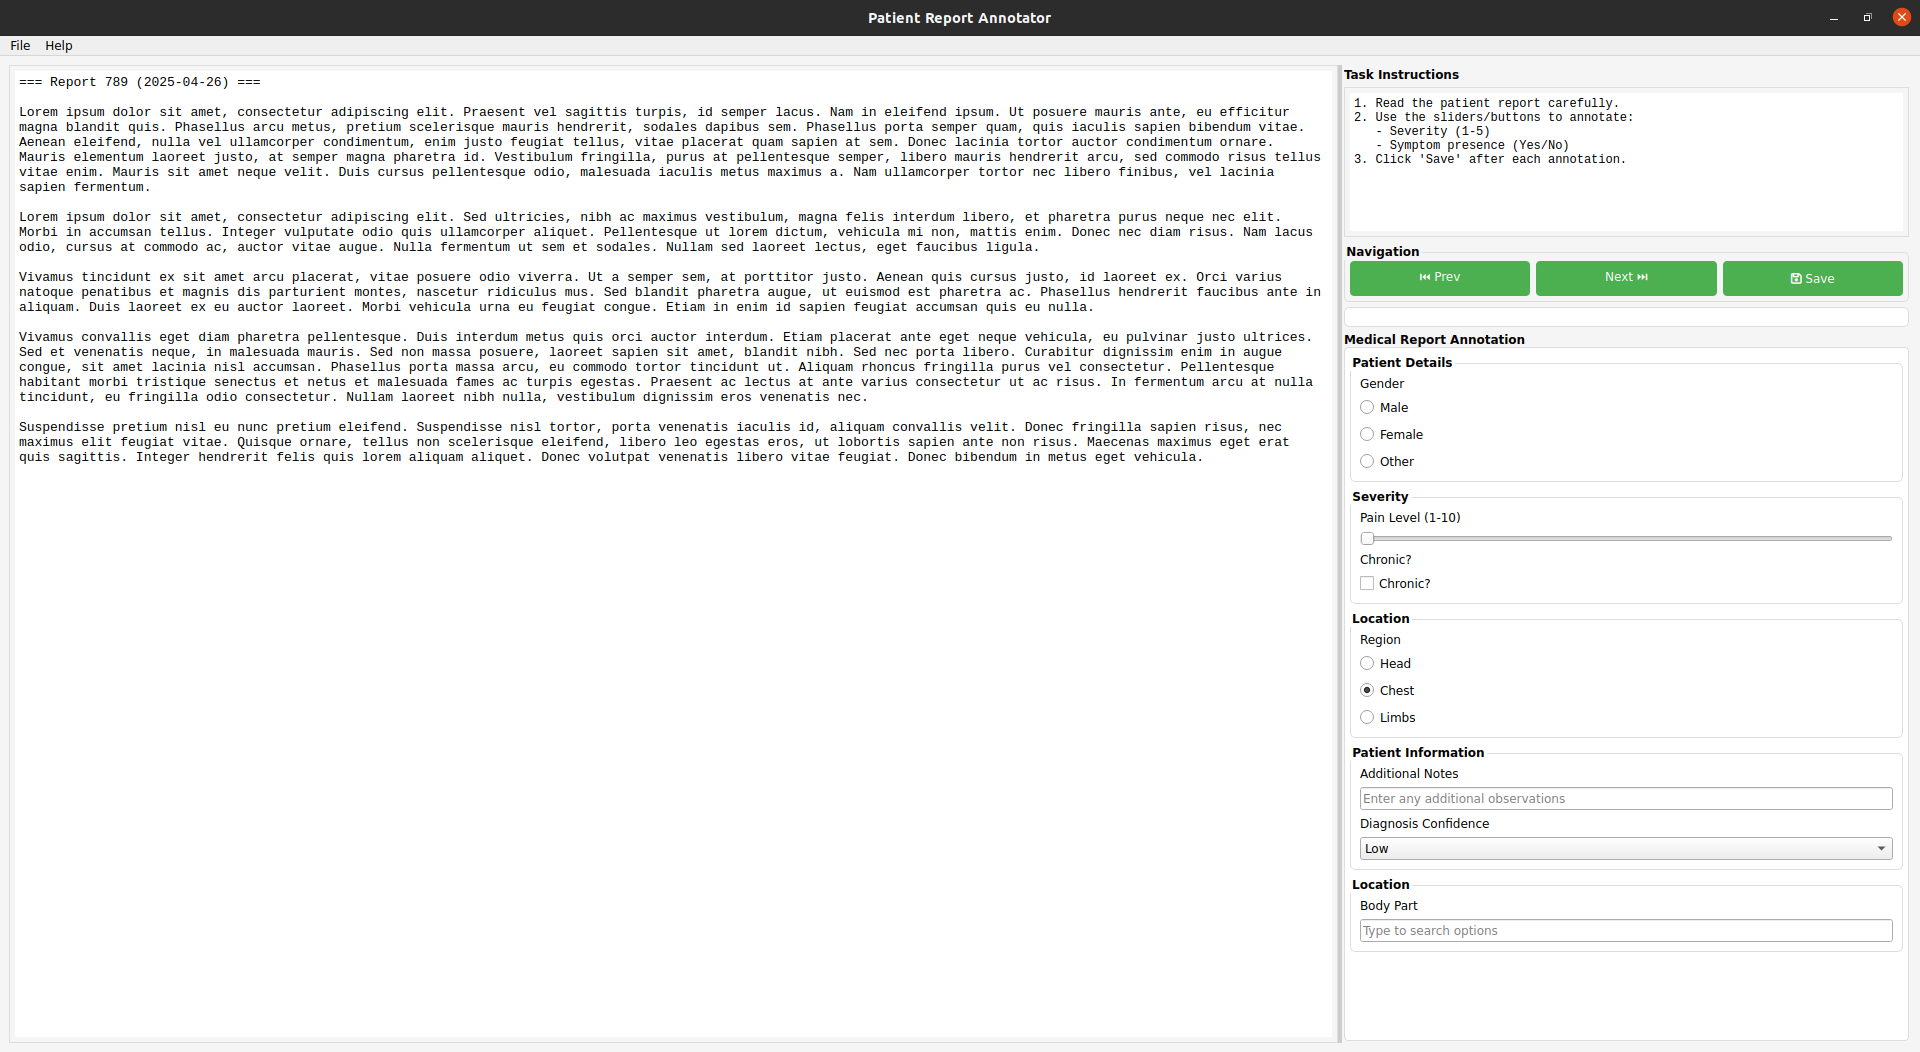 Patient Report Annotator
File Help
=== Report 789 (2025-04-26) ===
Lorem ipsum dolor sit amet, consectetur adipiscing elit. Praesent vel sagittis turpis, id semper lacus. Nam in eleifend ipsum. Ut posuere mauris ante, eu efficitur
magna blandit quis. Phasellus arcu metus, pretium scelerisque mauris hendrerit, sodales dapibus sem. Phasellus porta semper quam, quis iaculis sapien bibendum vitae.
Aenean eleifend, nulla vel ullamcorper condimentum, enim justo feugiat tellus, vitae placerat quam sapien at sem. Donec lacinia tortor auctor condimentum ornare.
Mauris elementum laoreet justo, at semper magna pharetra id. Vestibulum fringilla, purus at pellentesque semper, libero mauris hendrerit arcu, sed commodo risus tellus
vitae enim. Mauris sit amet neque velit. Duis cursus pellentesque odio, malesuada iaculis metus maximus a. Nam ullamcorper tortor nec libero finibus, vel lacinia
sapien fermentum.
Lorem ipsum dolor sit amet, consectetur adipiscing elit. Sed ultricies, nibh ac maximus vestibulum, magna felis interdum libero, et pharetra purus neque nec elit.
Morbi in accumsan tellus. Integer vulputate odio quis ullamcorper aliquet. Pellentesque ut lorem dictum, vehicula mi non, mattis enim. Donec nec diam risus. Nam lacus
odio, cursus at commodo ac, auctor vitae augue. Nulla fermentum ut sem et sodales. Nullam sed laoreet lectus, eget faucibus ligula.
Vivamus tincidunt ex sit amet arcu placerat, vitae posuere odio viverra. Ut a semper sem, at porttitor justo. Aenean quis cursus justo, id laoreet ex. Orci varius
natoque penatibus et magnis dis parturient montes, nascetur ridiculus mus. Sed blandit pharetra augue, ut euismod est pharetra ac. Phasellus hendrerit faucibus ante in
aliquam. Duis laoreet ex eu auctor laoreet. Morbi vehicula urna eu feugiat congue. Etiam in enim id sapien feugiat accumsan quis eu nulla.
Vivamus convallis eget diam pharetra pellentesque. Duis interdum metus quis orci auctor interdum. Etiam placerat ante eget neque vehicula, eu pulvinar justo ultrices.
Sed et venenatis neque, in malesuada mauris. Sed non massa posuere, laoreet sapien sit amet, blandit nibh. Sed nec porta libero. Curabitur dignissim enim in augue
congue, sit amet lacinia nisl accumsan. Phasellus porta massa arcu, eu commodo tortor tincidunt ut. Aliquam rhoncus fringilla purus vel consectetur. Pellentesque
habitant morbi tristique senectus et netus et malesuada fames ac turpis egestas. Praesent ac lectus at ante varius consectetur ut ac risus. In fermentum arcu at nulla
tincidunt, eu fringilla odio consectetur. Nullam laoreet nibh nulla, vestibulum dignissim eros venenatis nec.
Suspendisse pretium nisl eu nunc pretium eleifend. Suspendisse nisl tortor, porta venenatis iaculis id, aliquam convallis velit. Donec fringilla sapien risus, nec
maximus elit feugiat vitae. Quisque ornare, tellus non scelerisque eleifend, libero leo egestas eros, ut lobortis sapien ante non risus. Maecenas maximus eget erat
quis sagittis. Integer hendrerit felis quis lorem aliquam aliquet. Donec volutpat venenatis libero vitae feugiat. Donec bibendum in metus eget vehicula.
Task Instructions
1. Read the patient report carefully.
2. Use the sliders/buttons to annotate:
- Severity (1-5)
- Symptom presence (Yes/No)
3. Click 'Save' after each annotation.
Navigation
⏮ Prev Next ⏭ Save
Medical Report Annotation
Patient Details
Gender
Male
Female
Other
Severity
Pain Level (1-10)
Chronic?
Chronic?
Location
Region
Head
Chest
Limbs
Patient Information
Additional Notes
Enter any additional observations
Diagnosis Confidence
Low
Location
Body Part
Type to search options